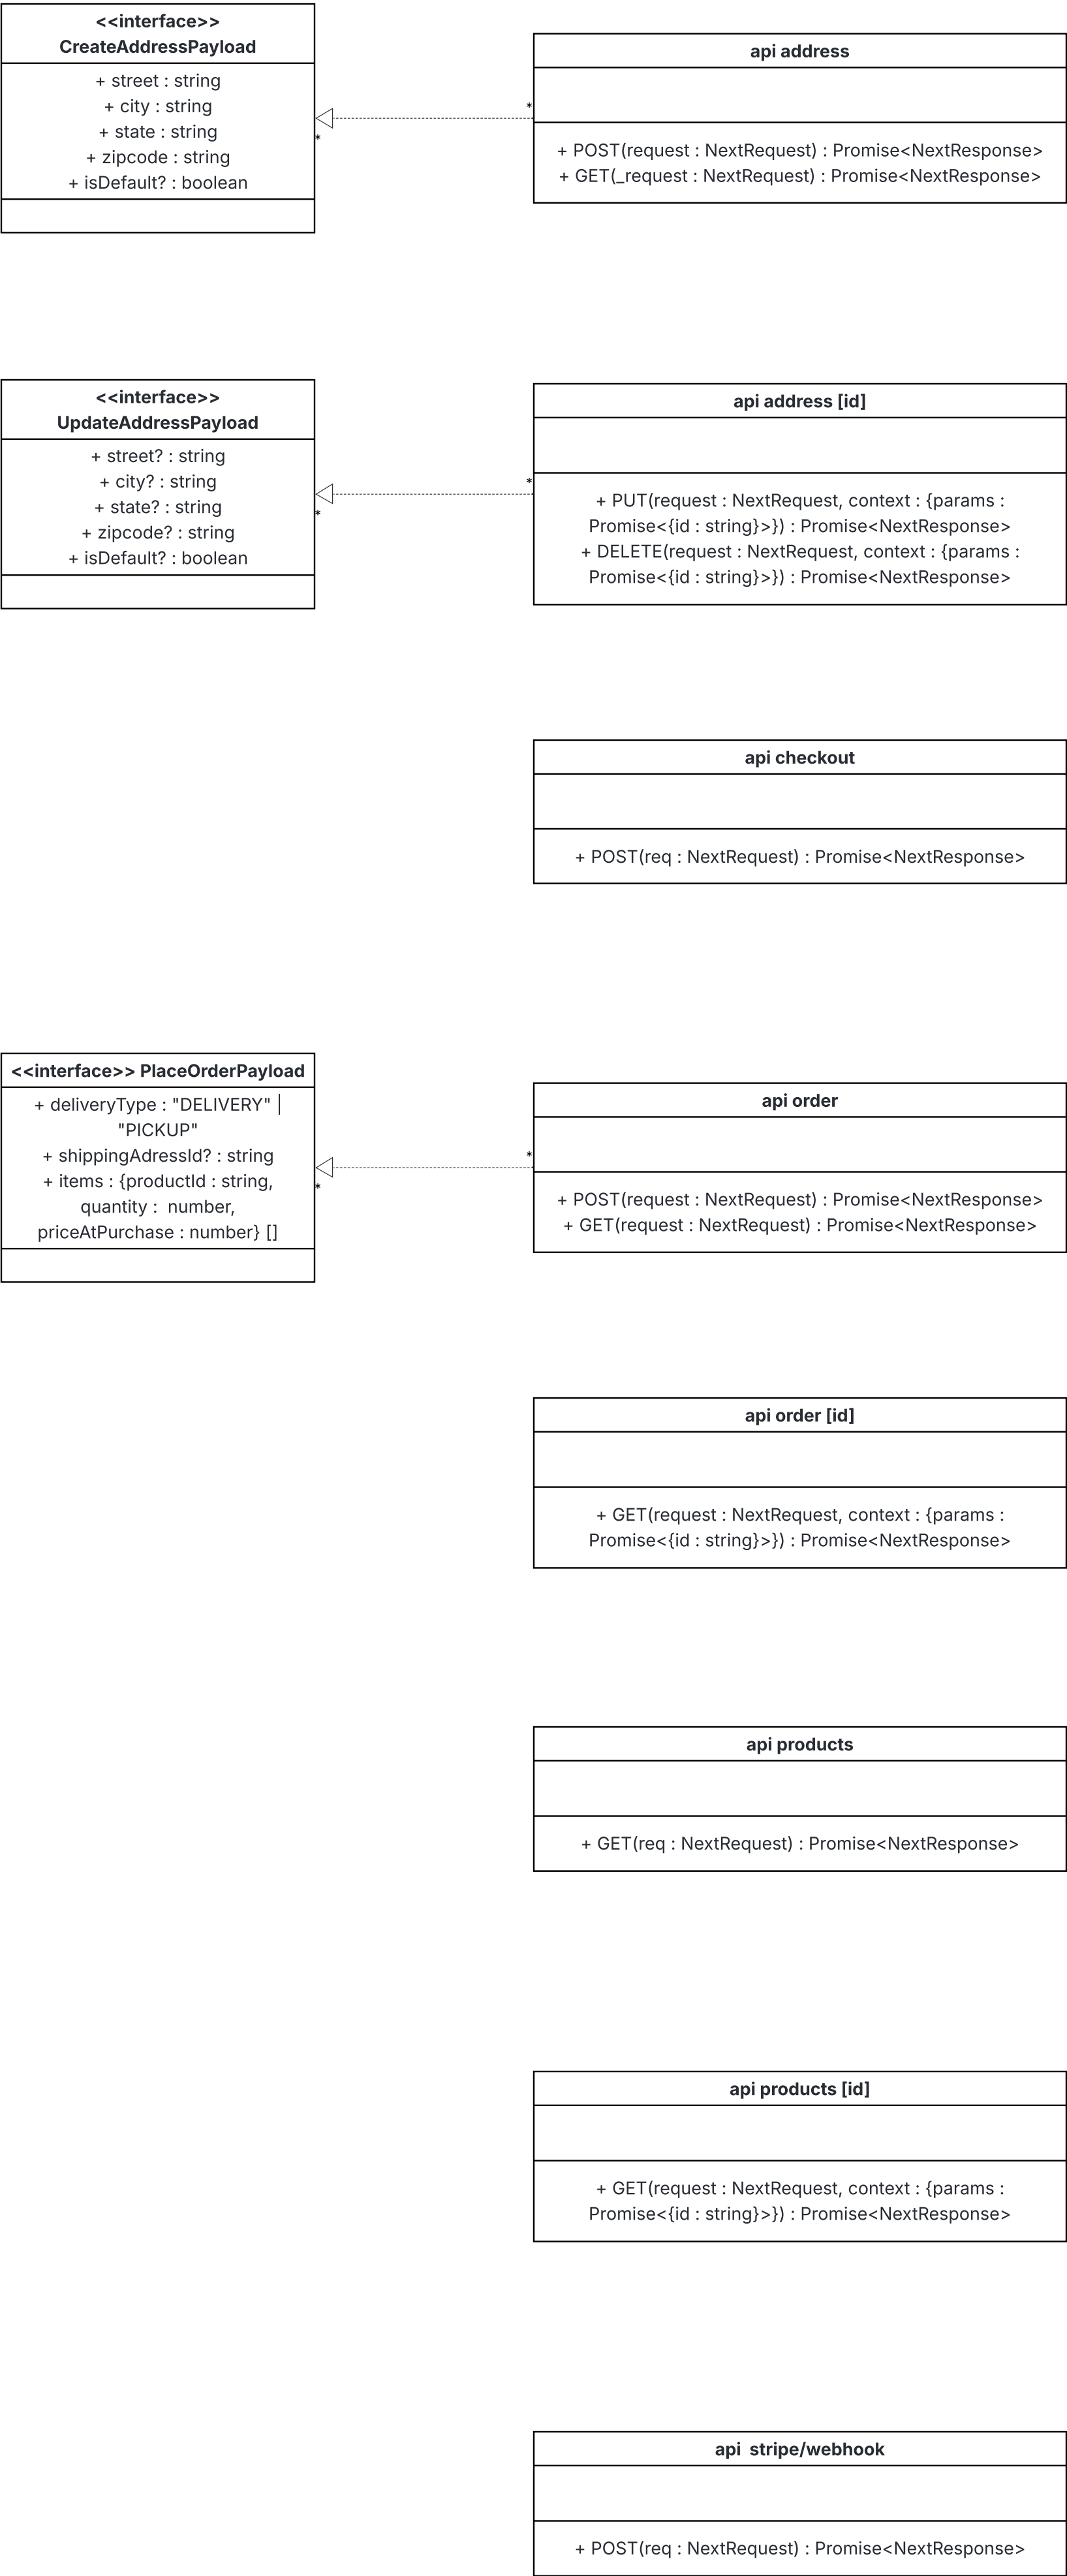 <<interface>>
CreateAddressPayload
+ street : string
+ city : string
+ state : string
+ zipcode : string
+ isDefault? : boolean
*
*
api address
+ POST(request : NextRequest) : Promise<NextResponse>
+ GET(_request : NextRequest) : Promise<NextResponse>
<<interface>>
UpdateAddressPayload
+ street? : string
+ city? : string
+ state? : string
+ zipcode? : string
+ isDefault? : boolean
*
*
api address [id]
+ PUT(request : NextRequest, context : {params :
Promise<{id : string}>}) : Promise<NextResponse>
+ DELETE(request : NextRequest, context : {params :
Promise<{id : string}>}) : Promise<NextResponse>
api checkout
+ POST(req : NextRequest) : Promise<NextResponse>
<<interface>> PlaceOrderPayload
+ deliveryType : "DELIVERY" |
"PICKUP"
+ shippingAdressId? : string
+ items : {productId : string,
quantity :  number,
priceAtPurchase : number} []
*
*
api order
+ POST(request : NextRequest) : Promise<NextResponse>
+ GET(request : NextRequest) : Promise<NextResponse>
api order [id]
+ GET(request : NextRequest, context : {params :
Promise<{id : string}>}) : Promise<NextResponse>
api products
+ GET(req : NextRequest) : Promise<NextResponse>
api products [id]
+ GET(request : NextRequest, context : {params :
Promise<{id : string}>}) : Promise<NextResponse>
api  stripe/webhook
+ POST(req : NextRequest) : Promise<NextResponse>